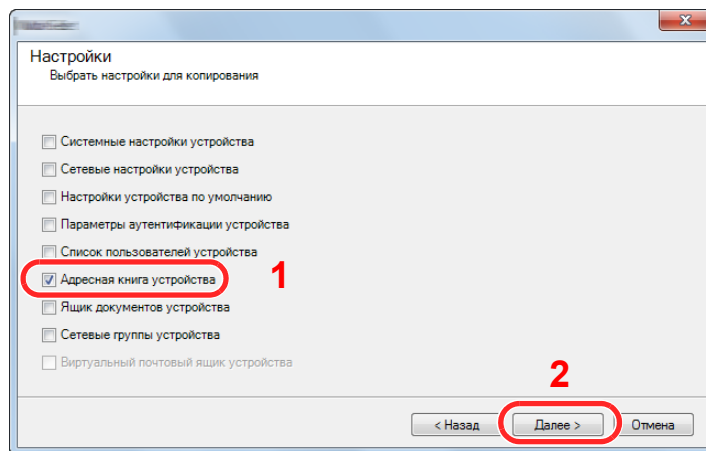 Настройки
Выбрать настройки для копирования
Системные настройки устройства
Сетевые настройки устройства
Настройки устройства по умолчанию
Параметры аутентификации устройства
Список пользователей устройства
Адресная книга устройства
1
Ящик документов устройства
Сетевые группы устройства
Виртуальный почтовый ящик устройства
2
< Назад Далее > Отмена